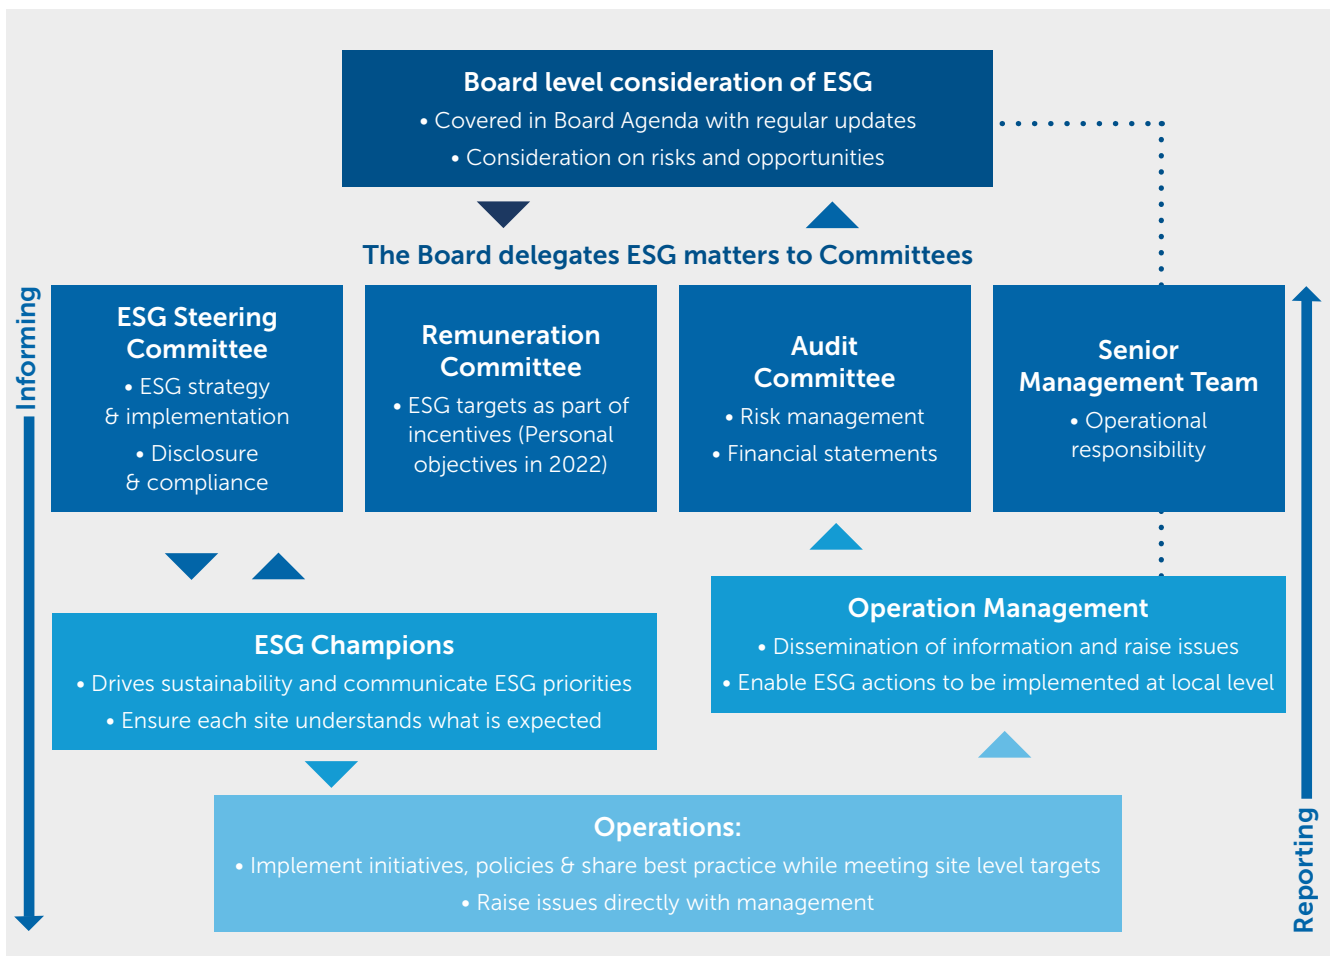 Board level consideration of ESG
• Covered in Board Agenda with regular updates
• Consideration on risks and opportunities
The Board delegates ESG matters to Committees
Informing
ESG Steering
Committee
• ESG strategy
& implementation
• Disclosure
& compliance
Remuneration
Committee
• ESG targets as part of
incentives (Personal
objectives in 2022)
Audit
Committee
• Risk management
• Financial statements
Senior
Management Team
• Operational
responsibility
ESG Champions
• Drives sustainability and communicate ESG priorities
• Ensure each site understands what is expected
Operation Management
• Dissemination of information and raise issues
• Enable ESG actions to be implemented at local level
Operations:
• Implement initiatives, policies & share best practice while meeting site level targets
• Raise issues directly with management
Reporting